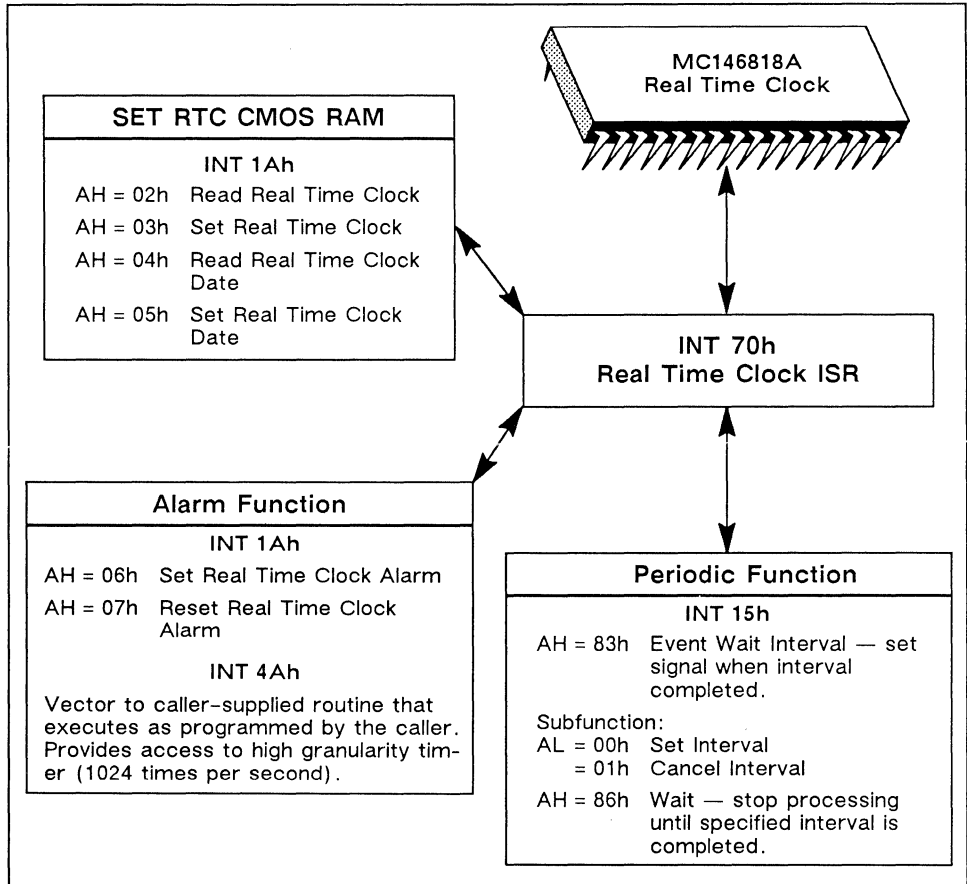 MC146818A
Real Time Clock
SET RTC CMOS RAM
INT 1Ah
AH = 02h Read Real Time Clock
AH = 03h Set Real Time Clock
AH = 04h Read Real Time Clock
Date
AH = 05h Set Real Time Clock
Date
INT 70h
Real Time Clock ISR
Alarm Function
INT 1Ah
AH = 06h Set Real Time Clock Alarm
AH = 07h Reset Real Time Clock
Alarm
INT 4Ah
Vector to caller-supplied routine that
executes as programmed by the caller.
Provides access to high granularity tim-
er (1024 times per second).
Periodic Function
INT 15h
AH = 83h Event Wait Interval — set
signal when interval
completed.
Subfunction:
AL = 00h Set Interval
= 01h Cancel Interval
AH = 86h Wait — stop processing
until specified interval is
completed.